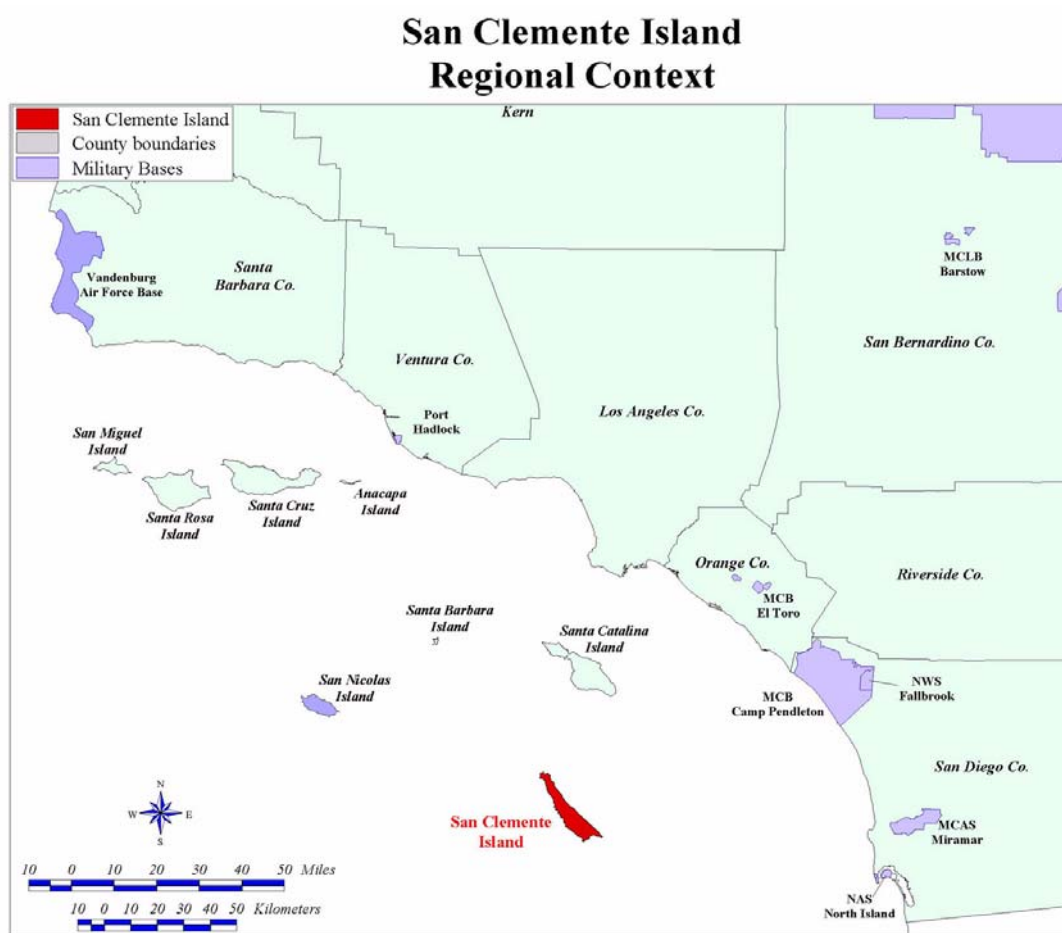 San Clemente Island
Regional Context
San Clemente Island
County boundaries
Military Bases
Kern
MCLB
Barstow
Santa
Barbara Co.
Vandenburg
Air Force Base
San Bernardino Co.
Ventura Co.
Los Angeles Co.
Port
Hadlock
San Miguel
Island
Santa Rosa
Island
Santa Cruz
Island
Anacapa
Island
Orange Co.
Riverside Co.
MCB
El Toro
Santa Barbara
Island
Santa Catalina
Island
San Nicolas
Island
MCB
Camp Pendleton
NWS
Fallbrook
San Diego Co.
N
W
E
S
San Clemente
Island
MCAS
Miramar
10 0 10 20 30 40 50 Miles
10 0 10 20 30 40 50 Kilometers
NAS
North Island